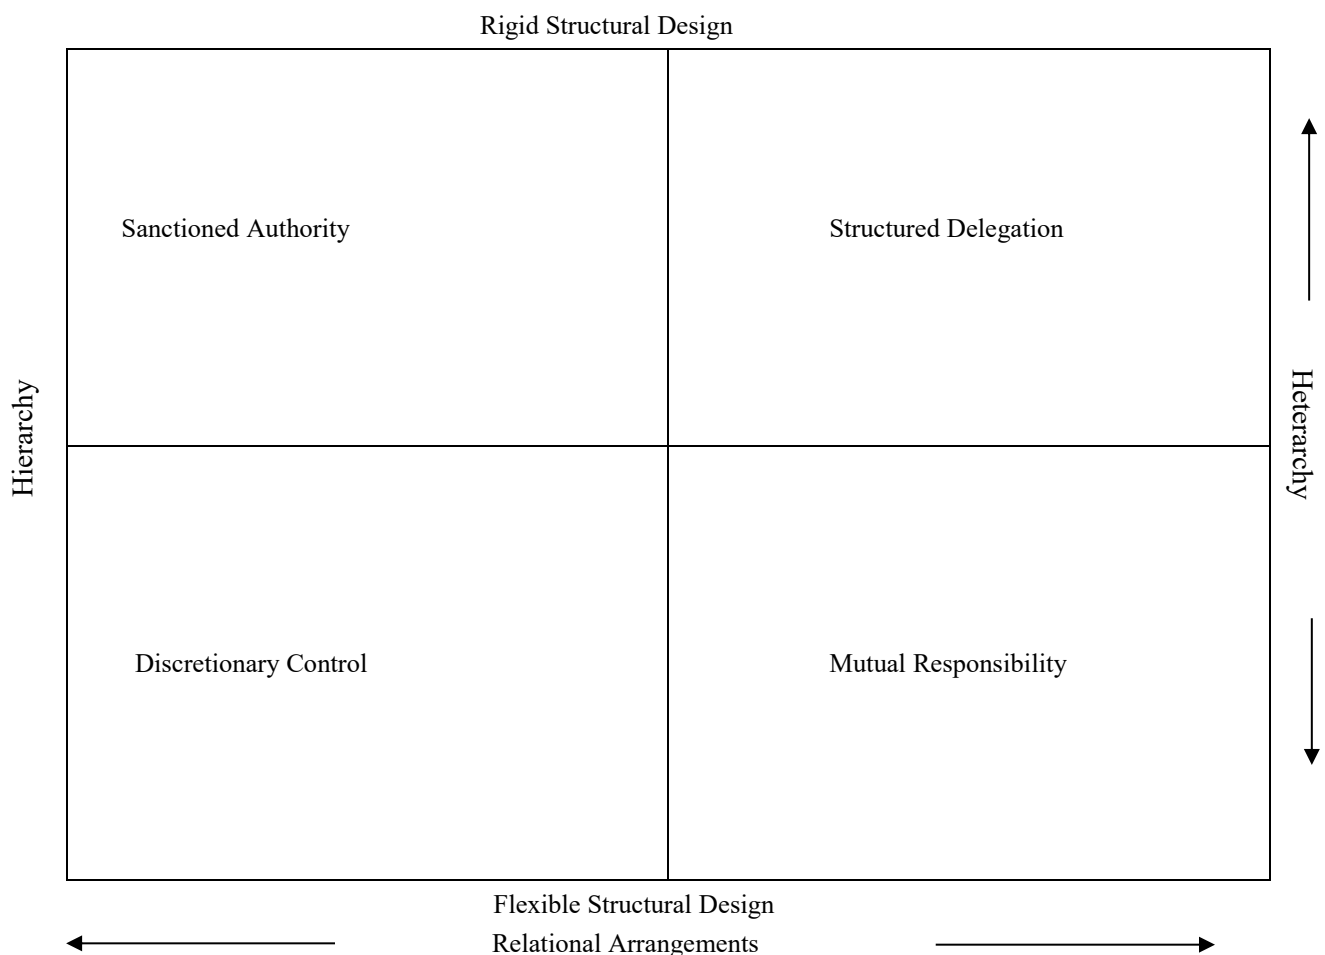 Rigid Structural Design
Sanctioned Authority
Structured Delegation
Hierarchy
Heterarchy
Discretionary Control
Mutual Responsibility
Flexible Structural Design
Relational Arrangements